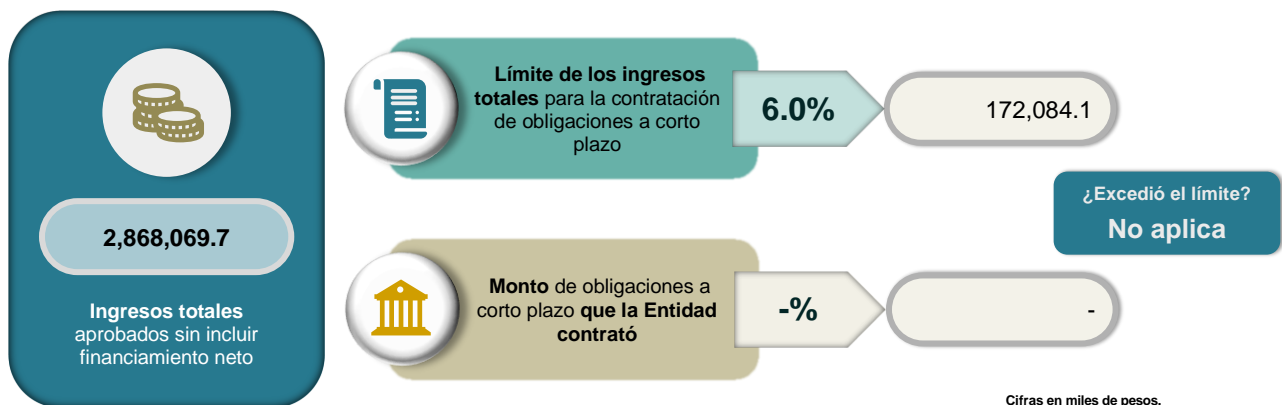 2,868,069.7
Ingresos totales
aprobados sin incluir
financiamiento neto
Límite de los ingresos
totales para la contratación
de obligaciones a corto
plazo
6.0%
172,084.1
¿Excedió el límite?
No aplica
Monto de obligaciones a
corto plazo que la Entidad
contrató
-%
-
Cifras en miles de pesos.